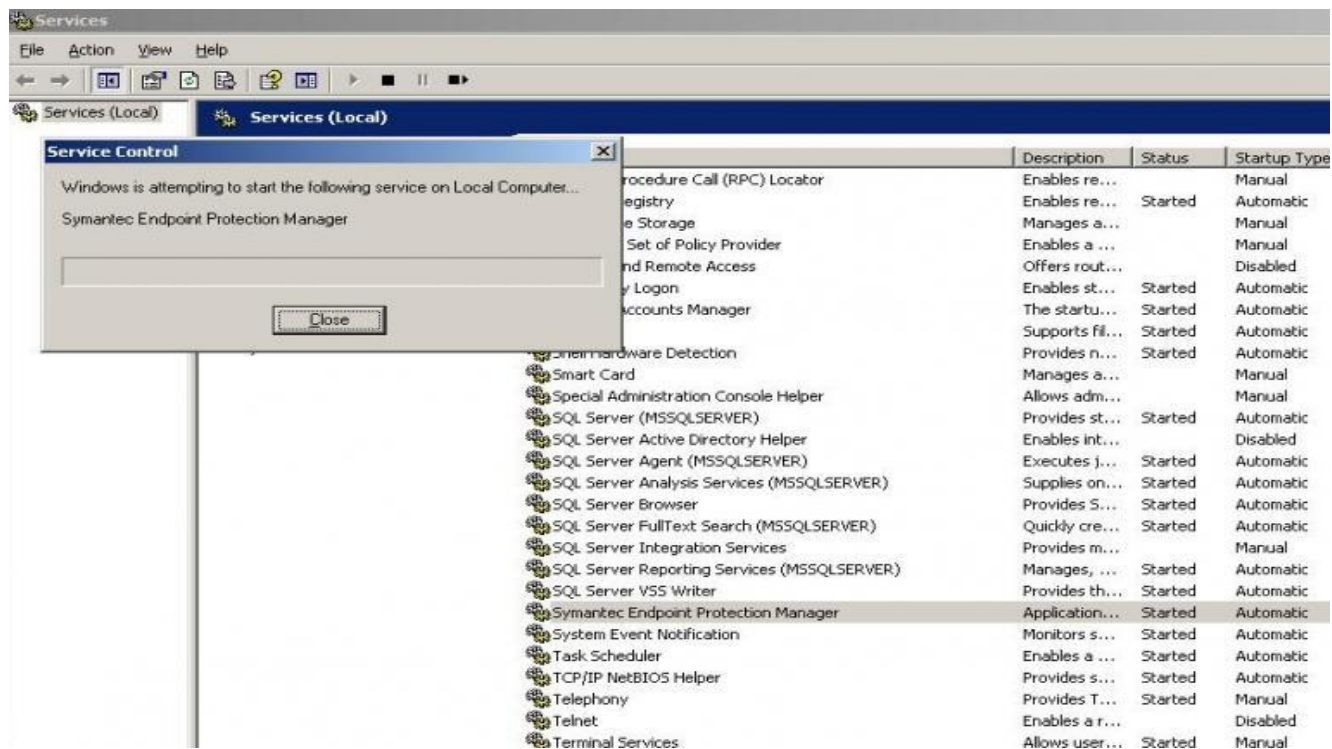 Services
File Action View Help
Services (Local)
Services (Local)
Service Control
Windows is attempting to start the following service on Local Computer...
Symantec Endpoint Protection Manager
Close
Description Status Startup Type
rocedure Call (RPC) Locator Enables re... Manual
egistry Enables re... Started Automatic
e Storage Manages a... Manual
Set of Policy Provider Enables a ... Manual
nd Remote Access Offers rout... Disabled
y Logon Enables st... Started Automatic
ccounts Manager The startu... Started Automatic
Supports fil... Started Automatic
Shell Hardware Detection Provides n... Started Automatic
Smart Card Manages a... Manual
Special Administration Console Helper Allows adm... Manual
SQL Server (MSSQLSERVER) Provides st... Started Automatic
SQL Server Active Directory Helper Enables int... Disabled
SQL Server Agent (MSSQLSERVER) Executes j... Started Automatic
SQL Server Analysis Services (MSSQLSERVER) Supplies on... Started Automatic
SQL Server Browser Provides S... Started Automatic
SQL Server FullText Search (MSSQLSERVER) Quickly cre... Started Automatic
SQL Server Integration Services Provides m... Manual
SQL Server Reporting Services (MSSQLSERVER) Manages, ... Started Automatic
SQL Server VSS Writer Provides th... Started Automatic
Symantec Endpoint Protection Manager Application... Started Automatic
System Event Notification Monitors s... Started Automatic
Task Scheduler Enables a ... Started Automatic
TCP/IP NetBIOS Helper Provides s... Started Automatic
Telephony Provides T... Started Manual
Telnet Enables a r... Disabled
Terminal Services Allows user... Started Manual